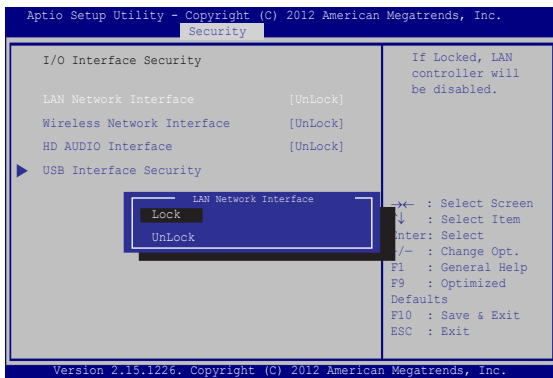 Aptio Setup Utility - Copyright (C) 2012 American Megatrends, Inc.
Security
I/O Interface Security
LAN Network Interface [UnLock]
Wireless Network Interface [UnLock]
HD AUDIO Interface [UnLock]
USB Interface Security
LAN Network Interface
Lock
UnLock
If Locked, LAN
controller will
be disabled.
→← : Select Screen
↑↓ : Select Item
Enter: Select
+/— : Change Opt.
F1 : General Help
F9 : Optimized
Defaults
F10 : Save & Exit
ESC : Exit
Version 2.15.1226. Copyright (C) 2012 American Megatrends, Inc.